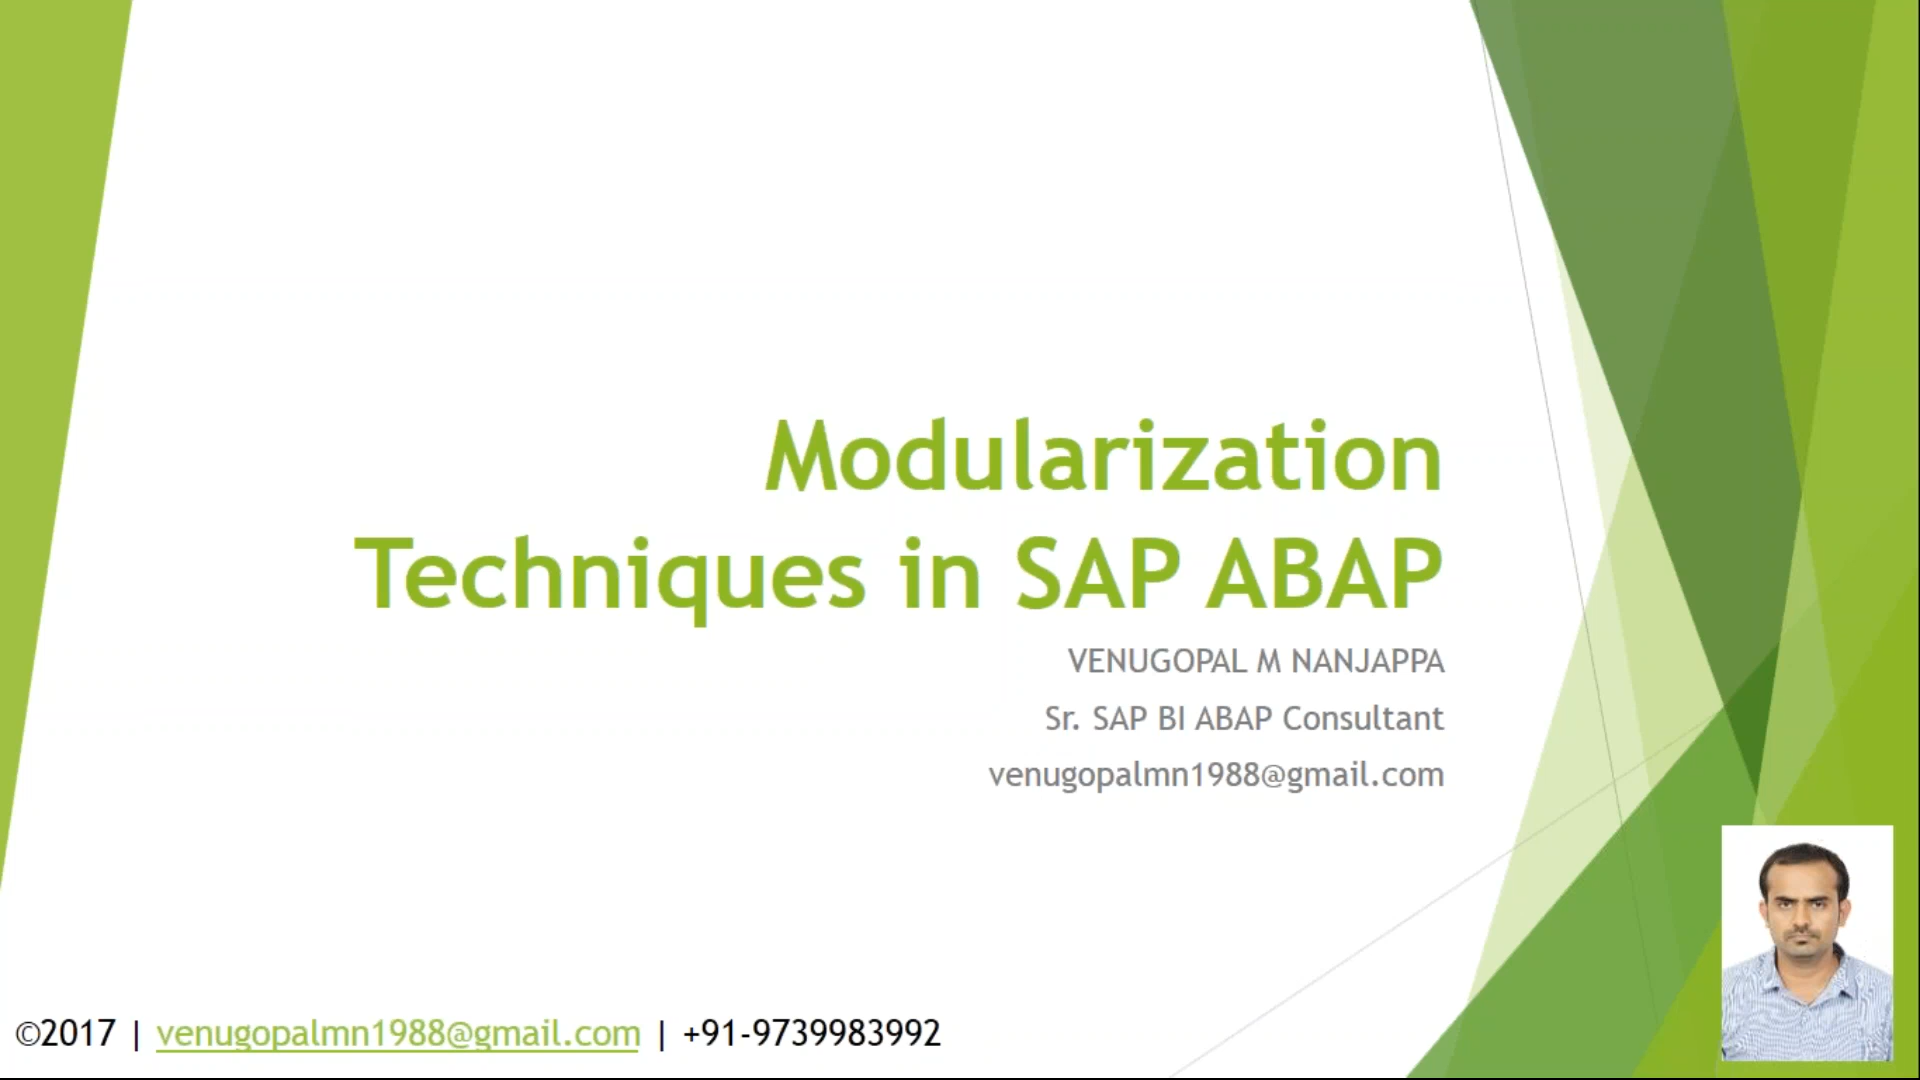 Modularization
Techniques in SAP ABAP
VENUGOPAL M NANJAPPA
Sr. SAP BI ABAP Consultant
venugopalmn1988@gmail.com
©2017 | venugopalmn1988@gmail.com | +91-9739983992